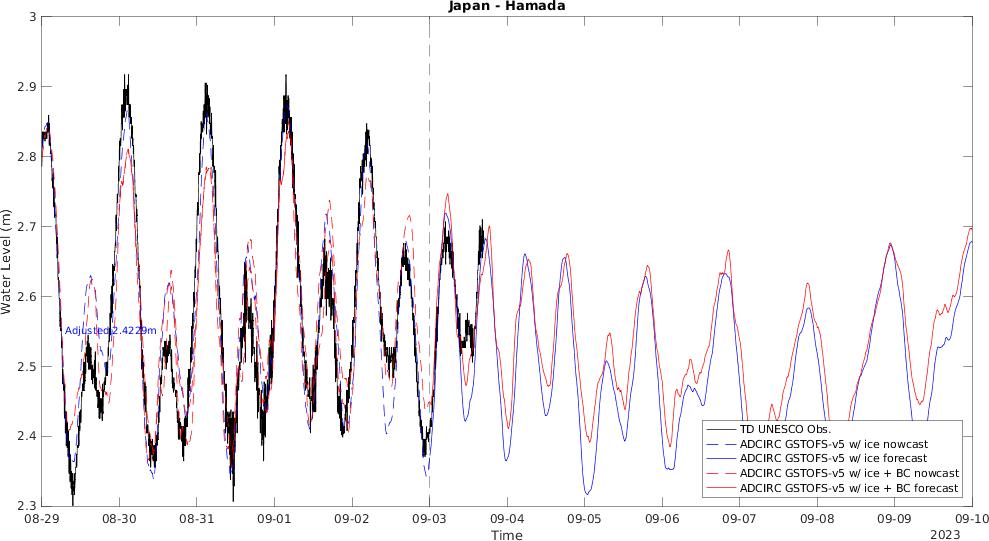 Japan - Hamada
Water Level (m)
3
2.9
2.8
2.7
2.6
2.5
2.4
2.3
Adjusted 2.4229m
TD UNESCO Obs.
ADCIRC GSTOFS-v5 w/ ice nowcast
ADCIRC GSTOFS-v5 w/ ice forecast
ADCIRC GSTOFS-v5 w/ ice + BC nowcast
ADCIRC GSTOFS-v5 w/ ice + BC forecast
08-29 08-30 08-31 09-01 09-02 09-03 09-04 09-05 09-06 09-07 09-08 09-09 09-10
Time
2023